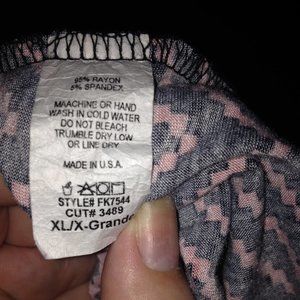 95% RAYON
5% SPANDEX
MAACHINE OR HAND
WASH IN COLD WATER
DO NOT BLEACH
TRUMBLE DRY LOW
OR LINE DRY
MADE IN U.S.A.
STYLE# FK7544
CUT# 3489
XL/X-Grande